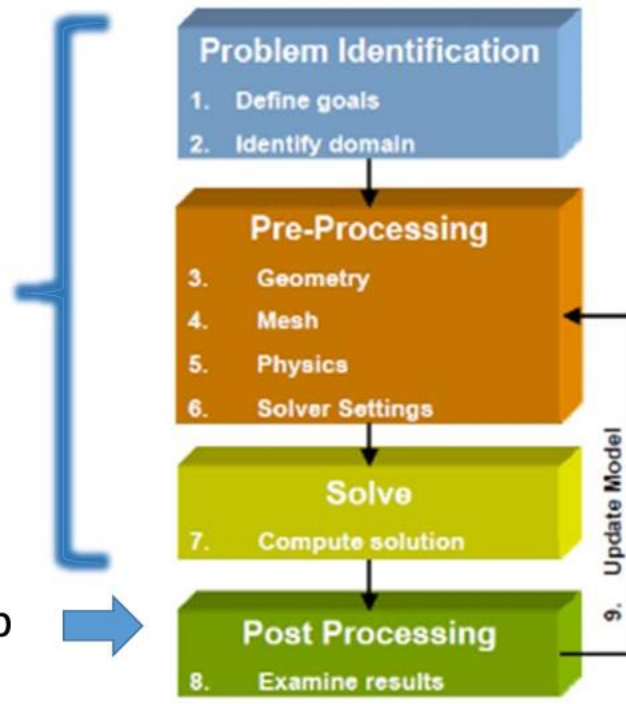 Problem Identification
1. Define goals
2. Identify domain
Pre-Processing
3. Geometry
4. Mesh
5. Physics
6. Solver Settings
Solve
7. Compute solution
Post Processing
8. Examine results
9. Update Model